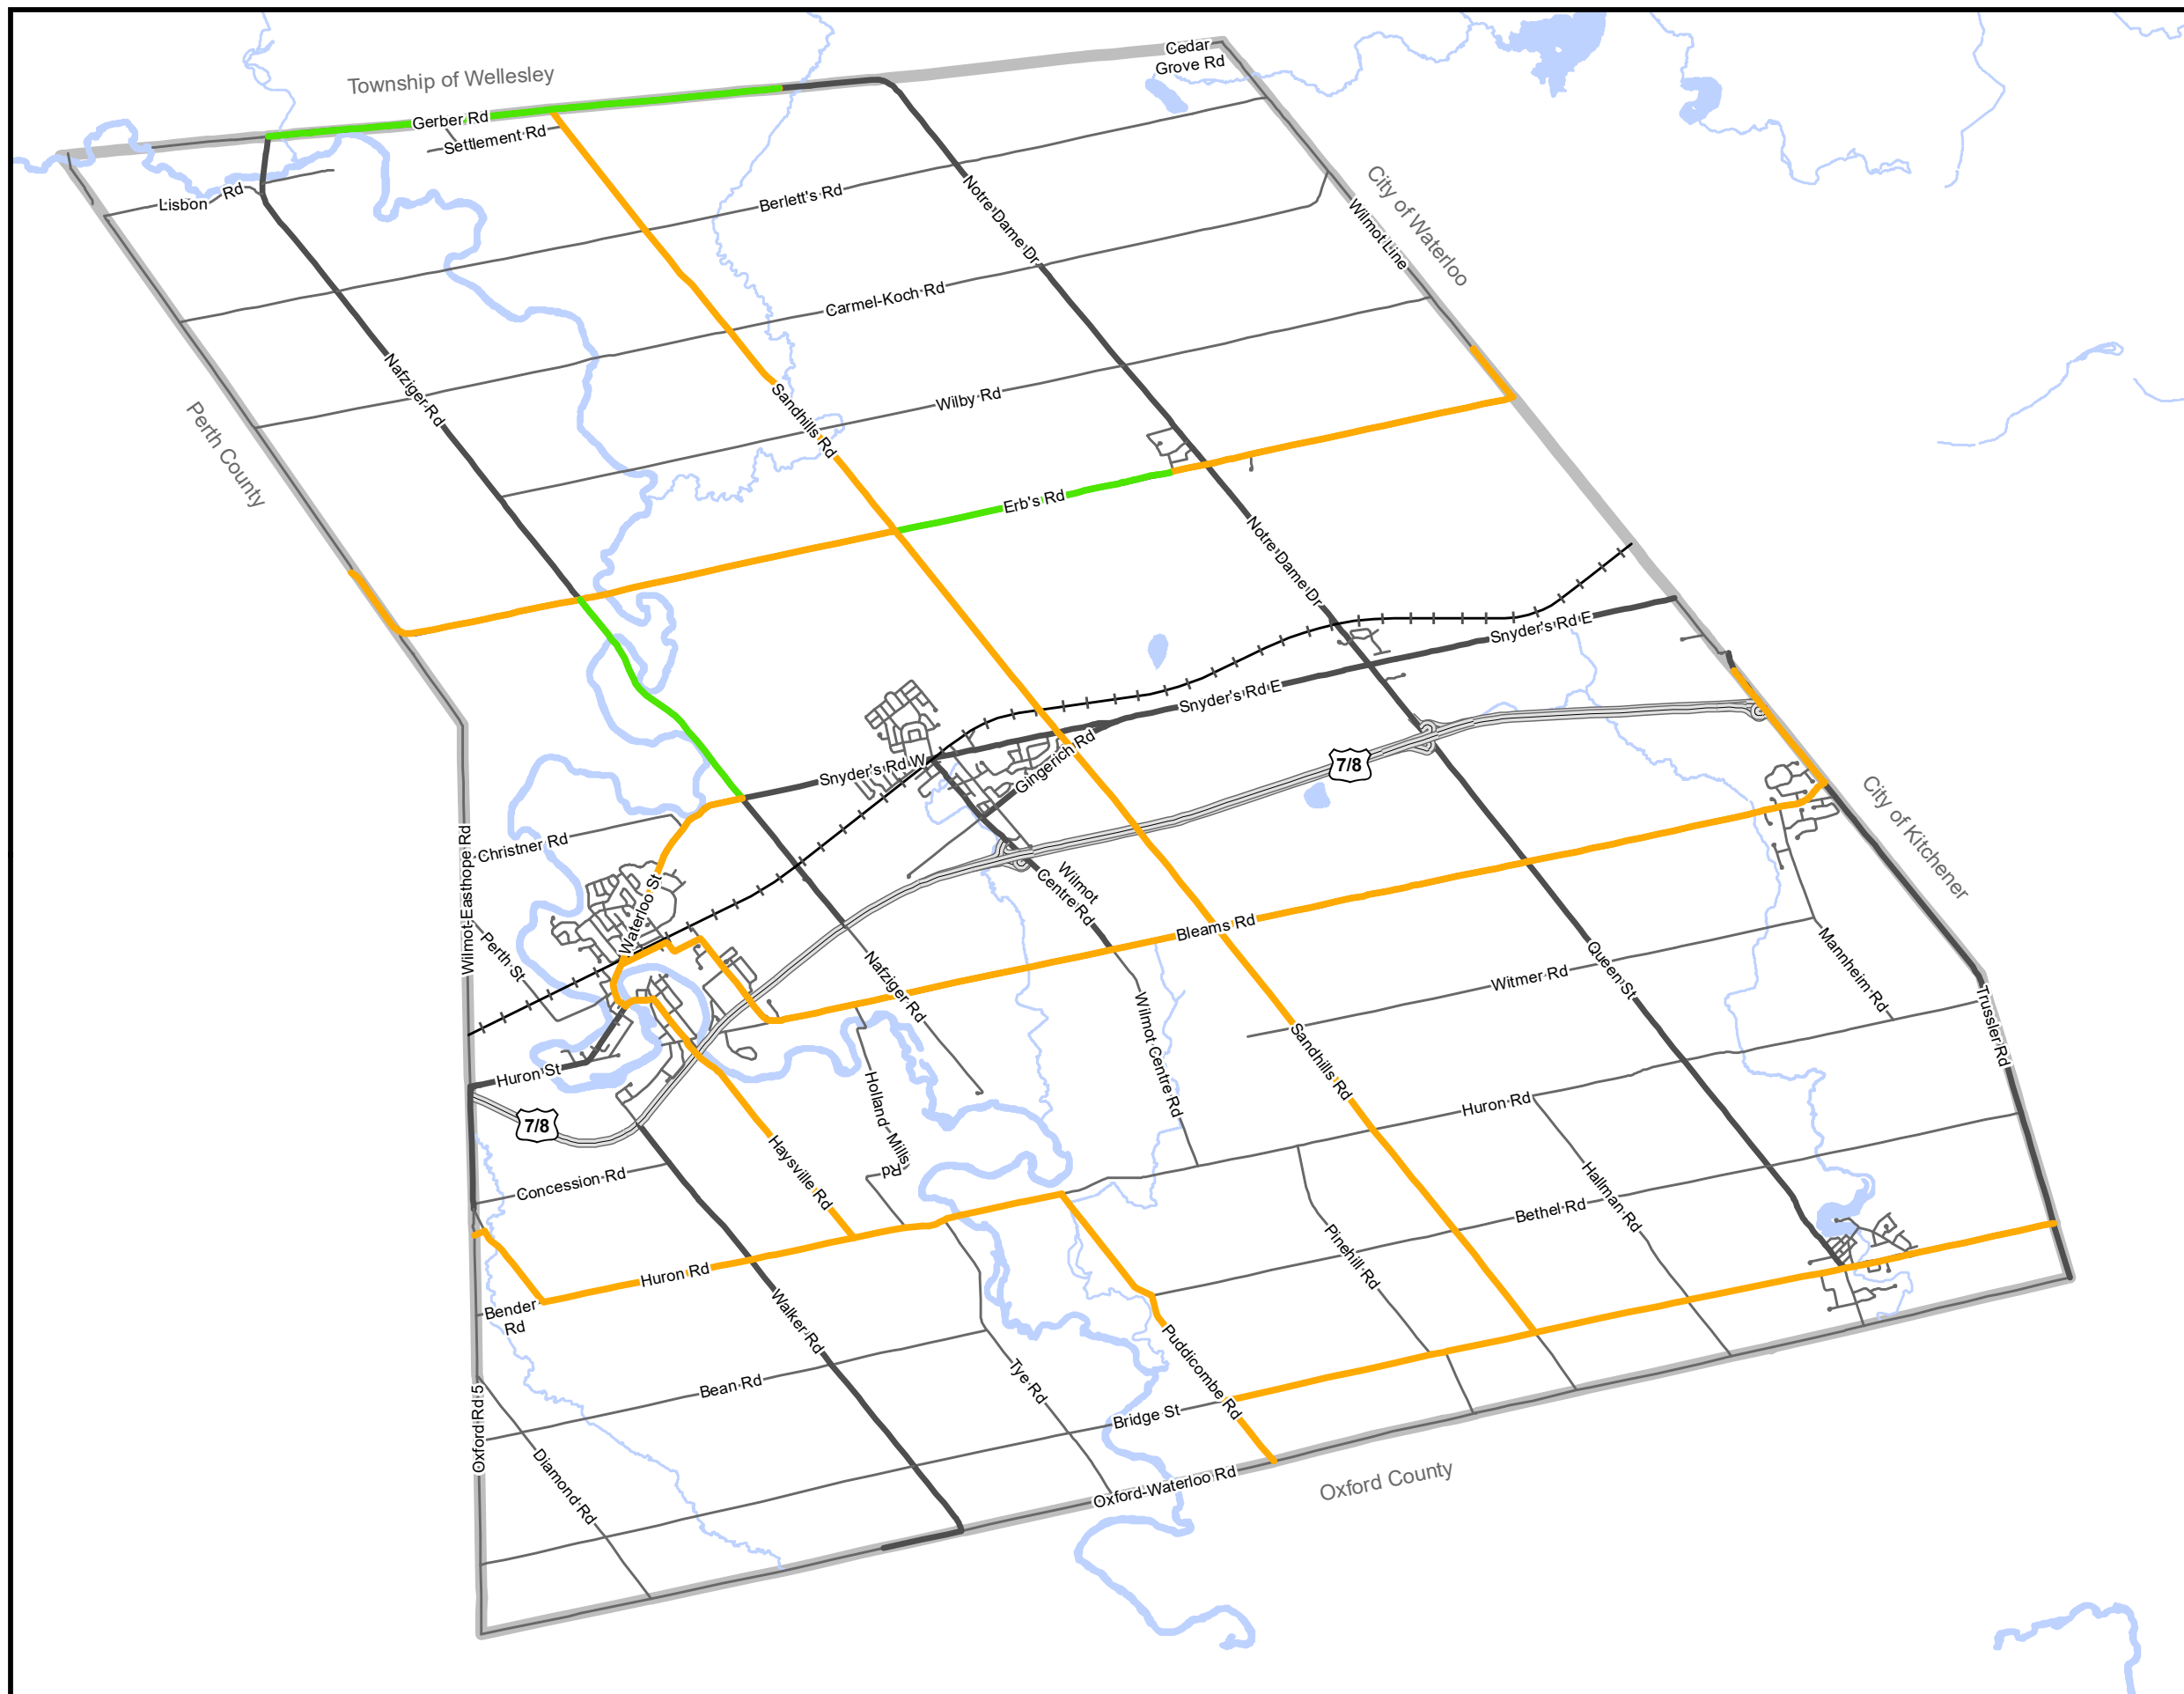 Cedar
Grove Rd
Township of Wellesley
Gerber Rd
Settlement Rd
Lisbon Rd
Berlett's Rd
Notre Dame Dr
City of Waterloo
Wilmot Line
Carmel-Koch Rd
Nafziger Rd
Sandhills Rd
Wilby Rd
Perth County
Erb's Rd
Notre Dame Dr
Snyder's Rd E
Snyder's Rd E
Gingerich Rd
Snyder's Rd W
7/8
City of Kitchener
Christner Rd
Wilmot Easthope Rd
Waterloo St
Wilmot
Centre Rd
Bleams Rd
Perth St
Nafziger Rd
Queen St
Mannheim Rd
Witmer Rd
Trussler Rd
Wilmot Centre Rd
Sandhills Rd
Huron St
Holland Mills
Rd
Huron Rd
7/8
Haysville Rd
Concession Rd
Hallman Rd
Bethel Rd
Pinehill Rd
Huron Rd
Bender
Rd
Walker Rd
Puddicombe Rd
Tye Rd
Bean Rd
Bridge St
Oxford Rd 5
Diamond Rd
Oxford-Waterloo Rd
Oxford County